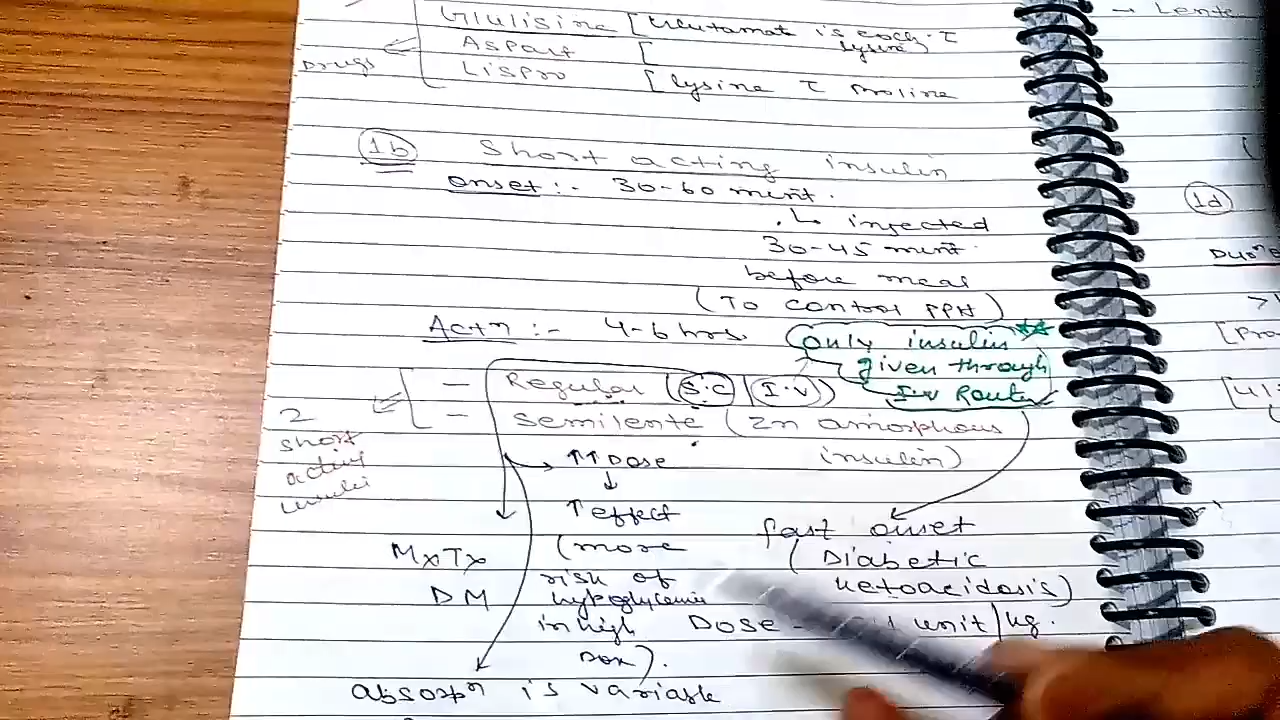 Glulisine [Glutamat is exch. T lysine
Aspart [
Drugs
Lispro [lysine T proline
→ Lente
1b Short acting insulin
onset :- 30-60 mint.
↳ injected
30-45 mint
before meal
(To control PPH)
Actn :- 4-6 hrs.
only insulin
given through
I.v Route
- Regular (S.C / I.V)
- Semilente (Zn amorphous
insulin)
2
short
acting
↑↑ Dose
↓
↑ effect
(more
risk of
hypoglycemia
in high
Dose).
MxTx
DM
fast onset
(Diabetic
ketoacidosis)
Dose - unit/kg.
absorpn is variable
1d